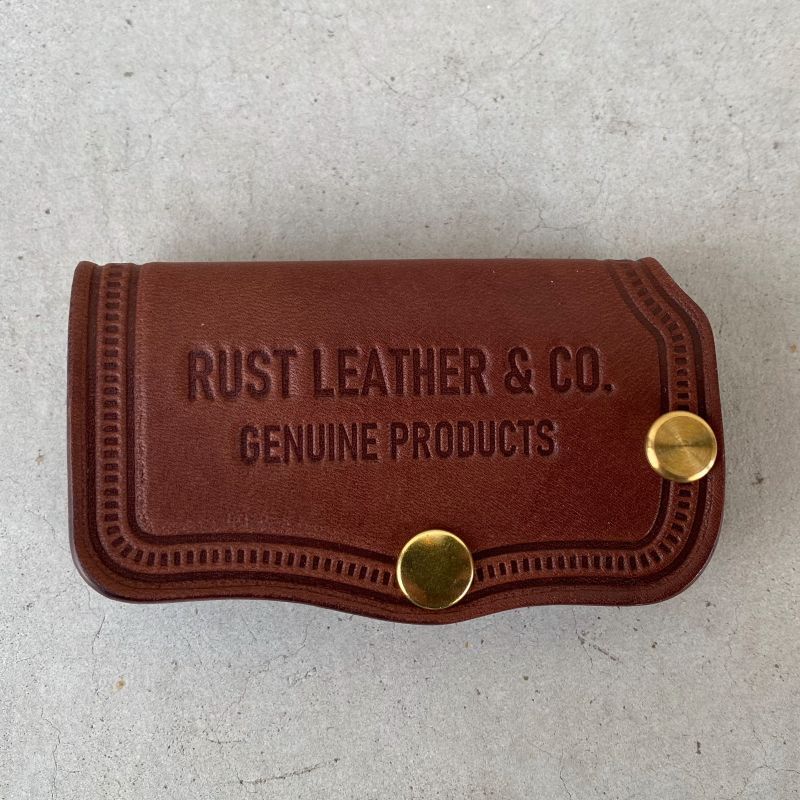 RUST LEATHER & CO.
GENUINE PRODUCTS